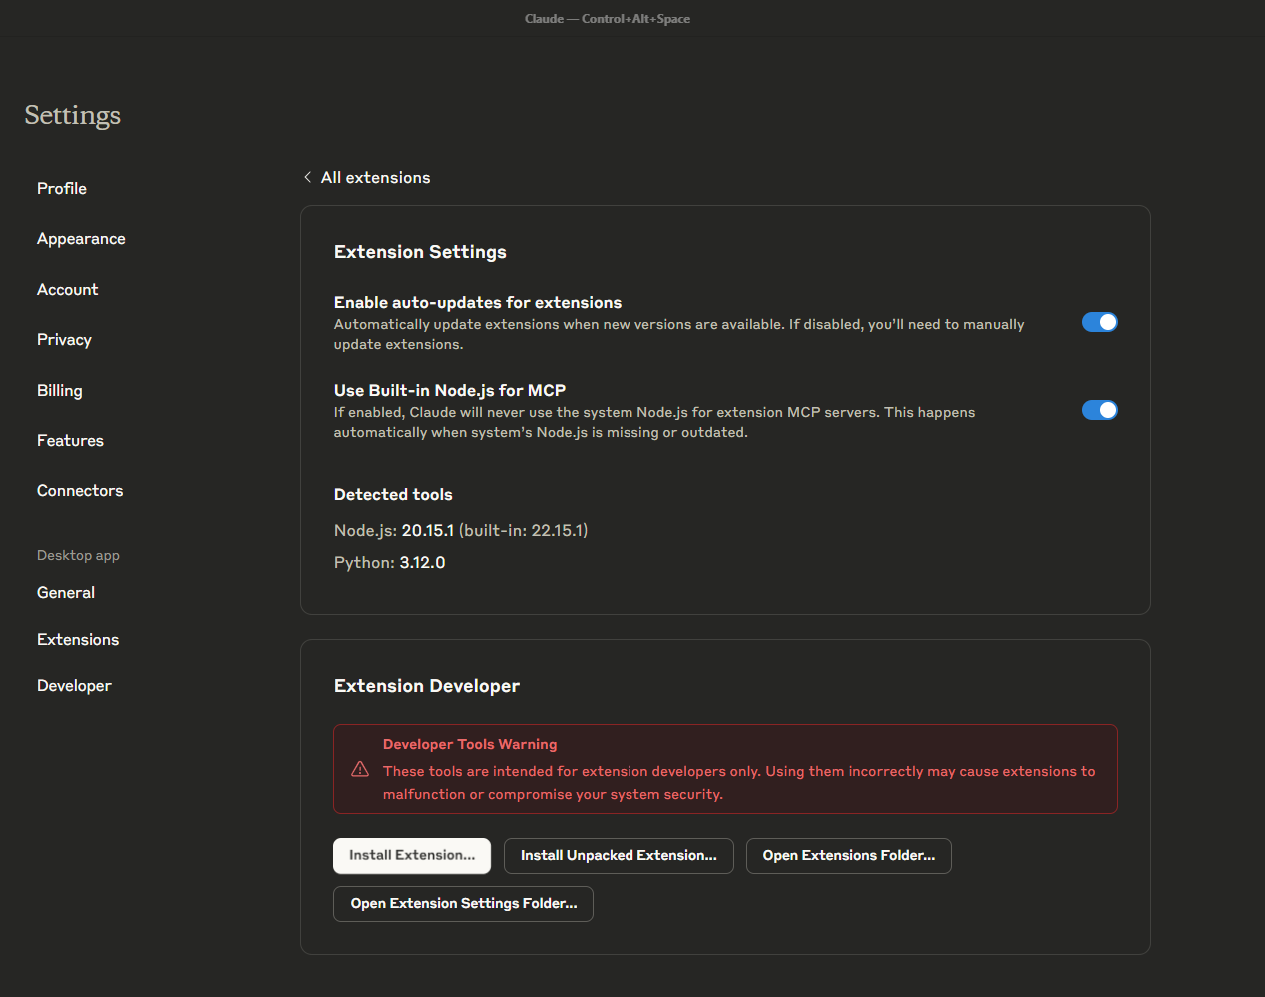 Claude — Control+Alt+Space
Settings
Profile
Appearance
Account
Privacy
Billing
Features
Connectors
Desktop app
General
Extensions
Developer
All extensions
Extension Settings
Enable auto-updates for extensions
Automatically update extensions when new versions are available. If disabled, you'll need to manually
update extensions.
Use Built-in Node.js for MCP
If enabled, Claude will never use the system Node.js for extension MCP servers. This happens
automatically when system's Node.js is missing or outdated.
Detected tools
Node.js: 20.15.1 (built-in: 22.15.1)
Python: 3.12.0
Extension Developer
Developer Tools Warning
These tools are intended for extension developers only. Using them incorrectly may cause extensions to
malfunction or compromise your system security.
Install Extension...
Install Unpacked Extension...
Open Extensions Folder...
Open Extension Settings Folder...